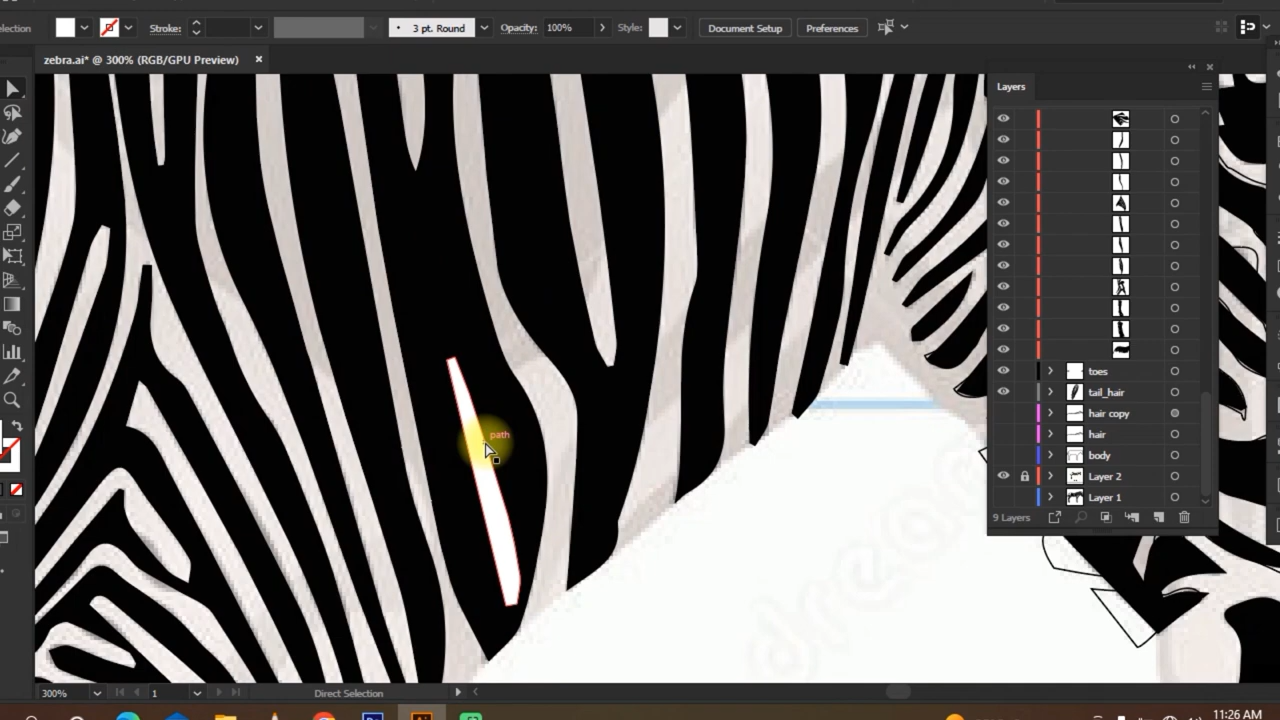 election
Stroke:
3 pt. Round
Opacity: 100%
Style:
Document Setup
Preferences
zebra.ai* @ 300% (RGB/GPU Preview) ×
Layers
path
toes
tail_hair
hair copy
hair
body
Layer 2
Layer 1
9 Layers
300%
1
Direct Selection
11:26 AM